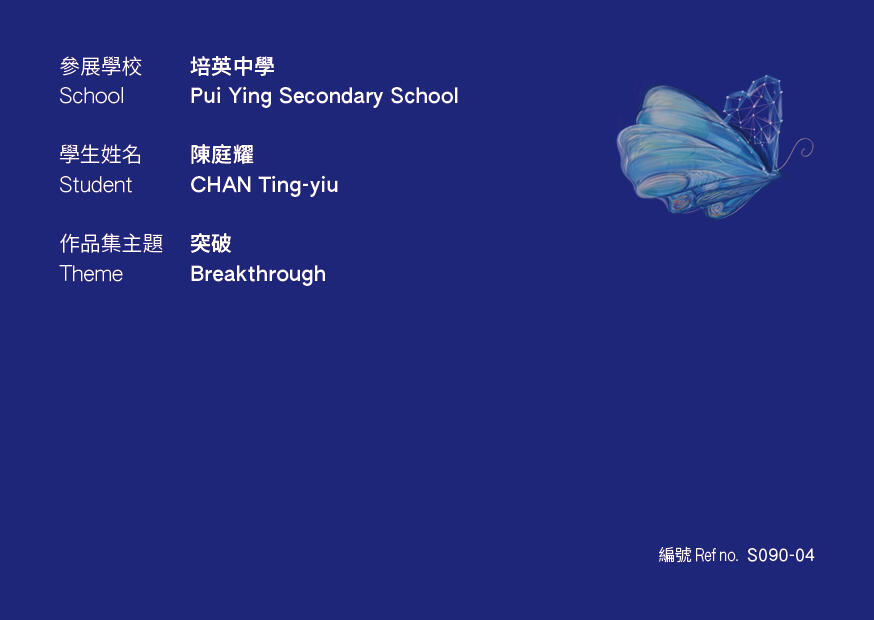 參展學校 培英中學
School Pui Ying Secondary School
學生姓名 陳庭耀
Student CHAN Ting-yiu
作品集主題 突破
Theme Breakthrough
編號 Ref no. S090-04